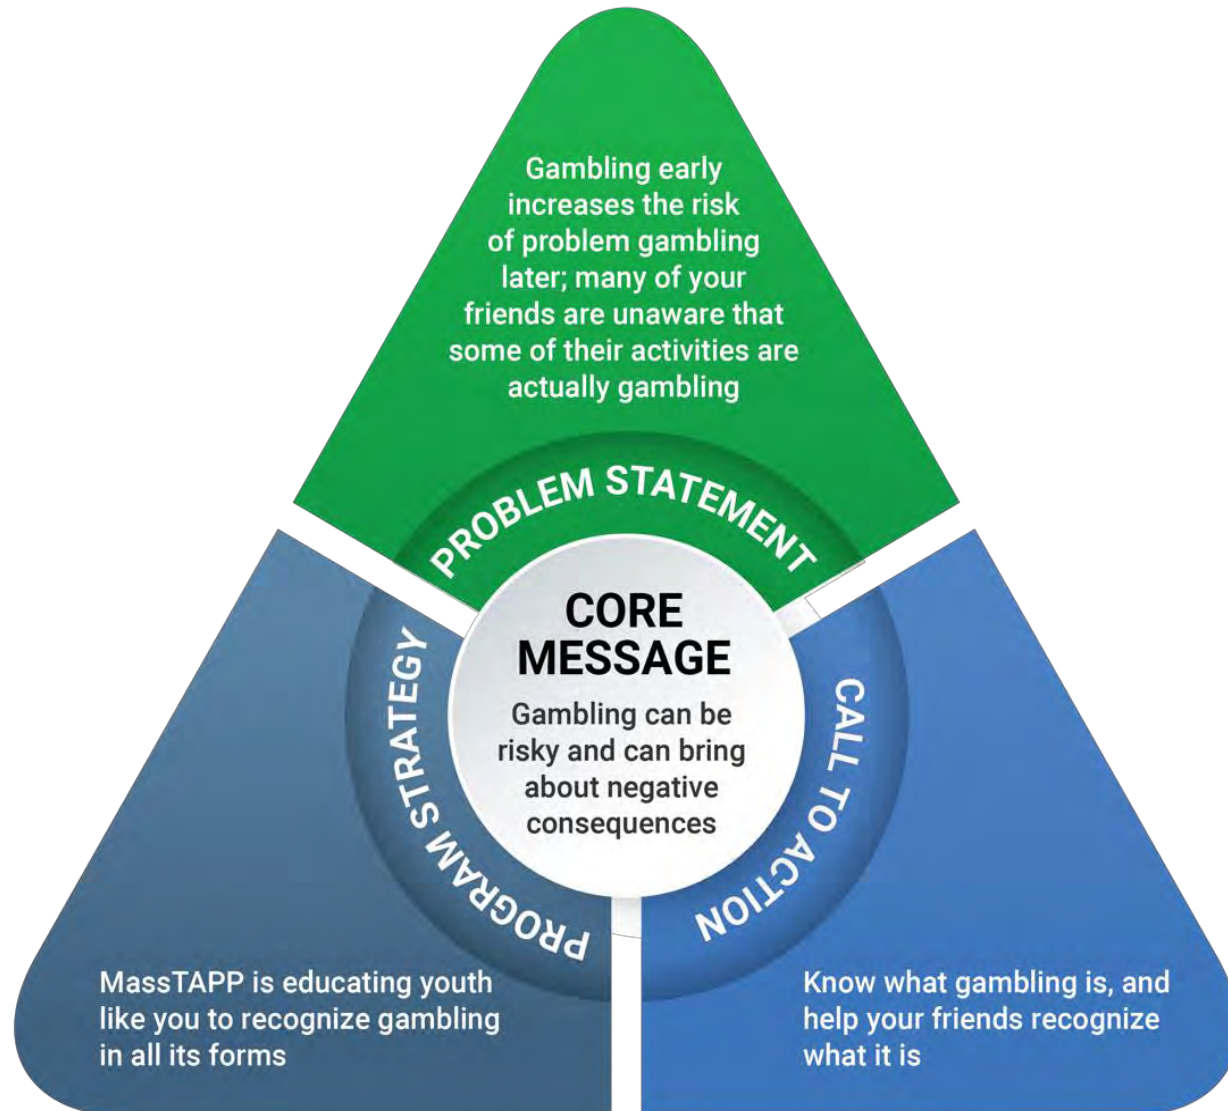 Gambling early
increases the risk
of problem gambling
later; many of your
friends are unaware that
some of their activities are
actually gambling
PROBLEM STATEMENT
CORE
MESSAGE
Gambling can be
risky and can bring
about negative
consequences
PROGRAM STRATEGY
MassTAPP is educating youth
like you to recognize gambling
in all its forms
CALL TO ACTION
Know what gambling is, and
help your friends recognize
what it is